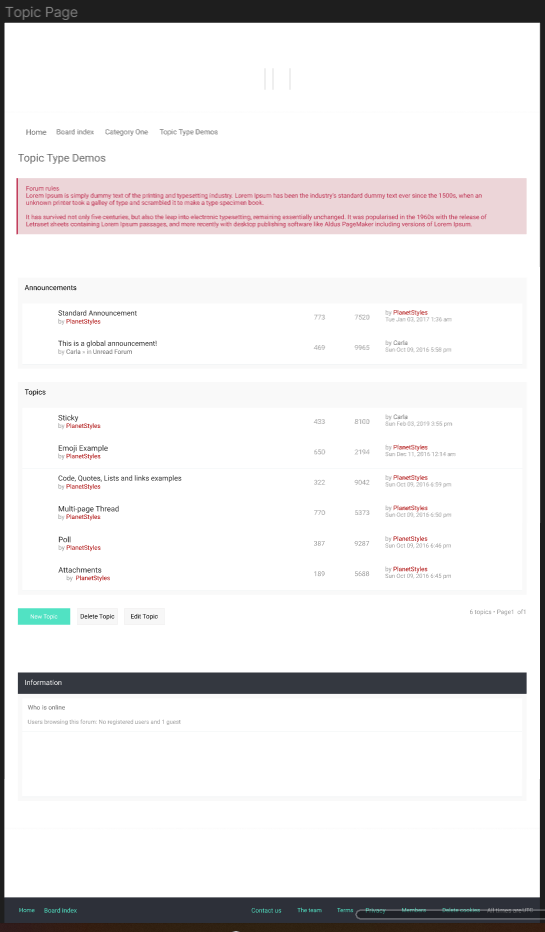 Topic Page
Home Board index Category One Topic Type Demos
Topic Type Demos
Forum rules
Lorem Ipsum is simply dummy text of the printing and typesetting industry. Lorem Ipsum has been the industry's standard dummy text ever since the 1500s, when an
unknown printer took a galley of type and scrambled it to make a type specimen book.
It has survived not only five centuries, but also the leap into electronic typesetting, remaining essentially unchanged. It was popularised in the 1960s with the release of
Letraset sheets containing Lorem Ipsum passages, and more recently with desktop publishing software like Aldus PageMaker including versions of Lorem Ipsum.
Announcements
Standard Announcement 773 7520 by PlanetStyles
by PlanetStyles Tue Jan 03, 2017 1:36 am
This is a global announcement! 469 9965 by Carla
by Carla » in Unread Forum Sun Oct 09, 2016 5:58 pm
Topics
Sticky 433 8100 by Carla
by PlanetStyles Sun Feb 03, 2019 3:55 pm
Emoji Example 650 2194 by PlanetStyles
by PlanetStyles Sun Dec 11, 2016 12:14 am
Code, Quotes, Lists and links examples 322 9042 by PlanetStyles
by PlanetStyles Sun Oct 09, 2016 6:59 pm
Multi-page Thread 770 5373 by PlanetStyles
by PlanetStyles Sun Oct 09, 2016 6:50 pm
Poll 387 9287 by PlanetStyles
by PlanetStyles Sun Oct 09, 2016 6:46 pm
Attachments 189 5688 by PlanetStyles
by PlanetStyles Sun Oct 09, 2016 6:45 pm
New Topic Delete Topic Edit Topic 6 topics • Page1 of1
Information
Who is online
Users browsing this forum: No registered users and 1 guest
Home Board index Contact us The team Terms Privacy Members Delete cookies All times are UTC